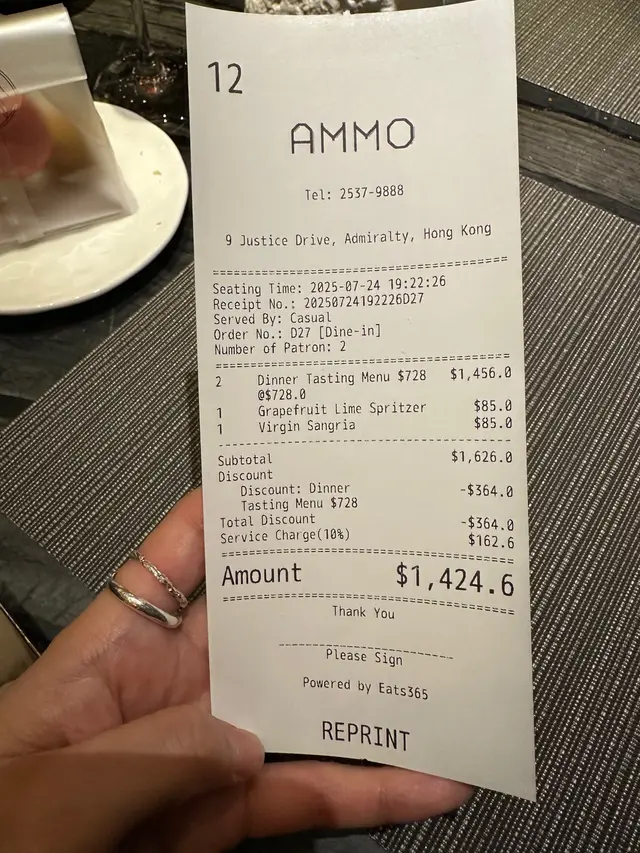 12
AMMO
Tel: 2537-9888
9 Justice Drive, Admiralty, Hong Kong
Seating Time: 2025-07-24 19:22:26
Receipt No.: 20250724192226D27
Served By: Casual
Order No.: D27 [Dine-in]
Number of Patron: 2
2 Dinner Tasting Menu $728 $1,456.0
@$728.0
1 Grapefruit Lime Spritzer $85.0
1 Virgin Sangria $85.0
Subtotal $1,626.0
Discount
Discount: Dinner -$364.0
Tasting Menu $728
Total Discount -$364.0
Service Charge(10%) $162.6
Amount $1,424.6
Thank You
Please Sign
Powered by Eats365
REPRINT